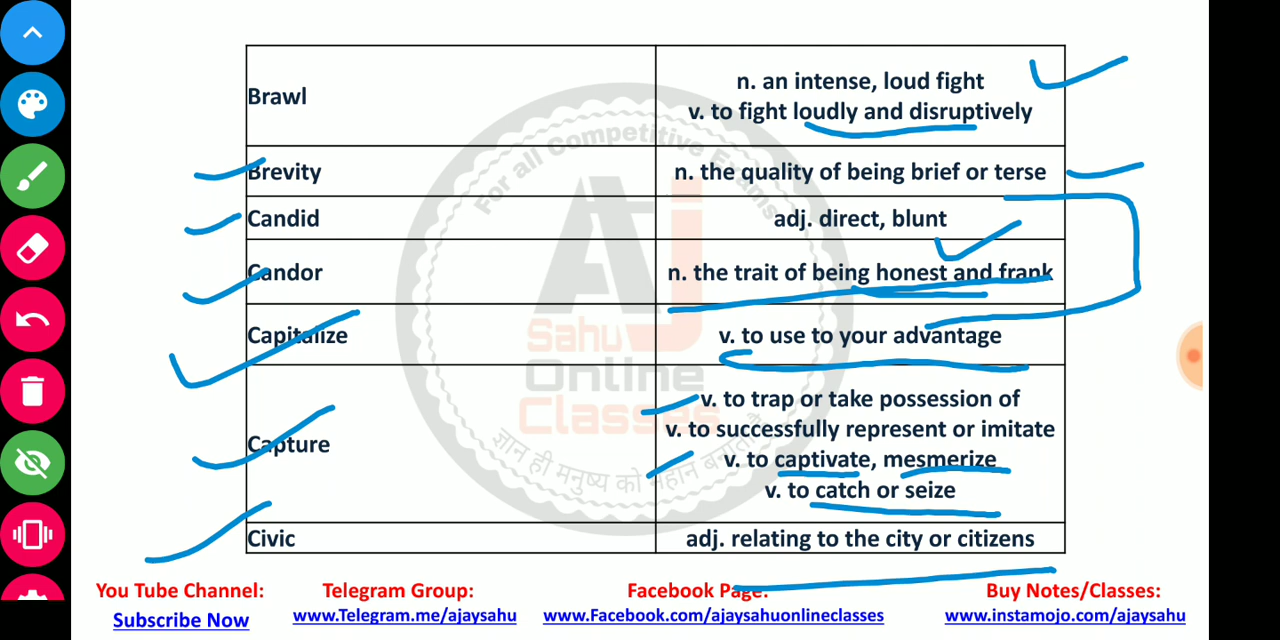 Brawl
n. an intense, loud fight
v. to fight loudly and disruptively
Brevity
n. the quality of being brief or terse
Candid
adj. direct, blunt
Candor
n. the trait of being honest and frank
Capitalize
v. to use to your advantage
Capture
v. to trap or take possession of
v. to successfully represent or imitate
v. to captivate, mesmerize
v. to catch or seize
Civic
adj. relating to the city or citizens
For all Competitive Exams
AJ
Sahu
Online
Classes
ज्ञान ही मनुष्य को महान बनाता है
You Tube Channel:
Subscribe Now
Telegram Group:
www.Telegram.me/ajaysahu
Facebook Page:
www.Facebook.com/ajaysahuonlineclasses
Buy Notes/Classes:
www.instamojo.com/ajaysahu